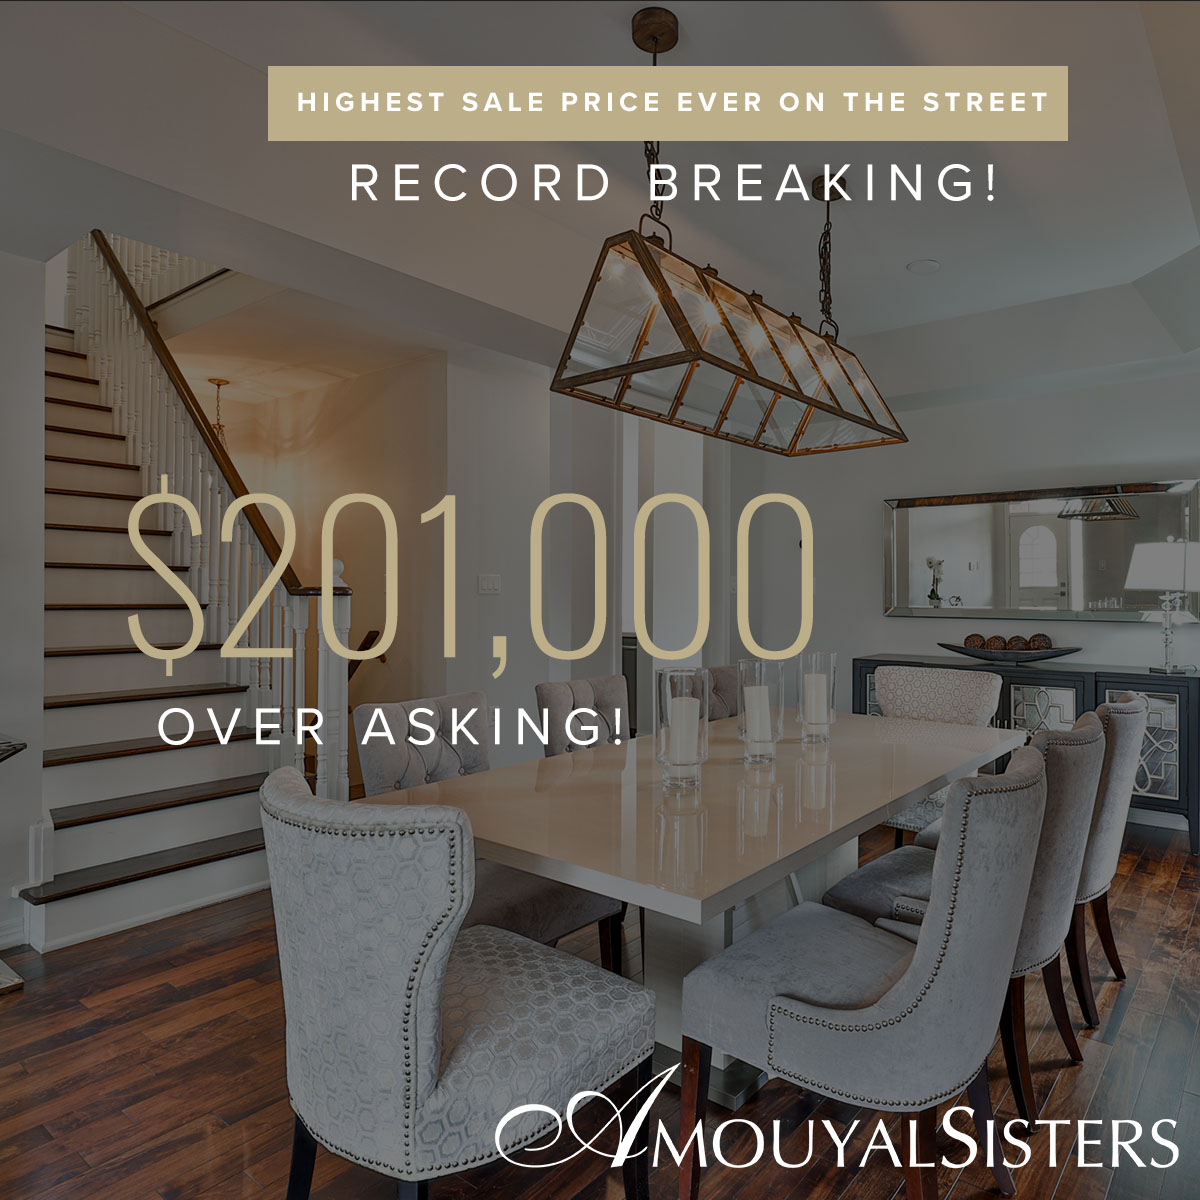 HIGHEST SALE PRICE EVER ON THE STREET
RECORD BREAKING!
$201,000
OVER ASKING!
AMOUYALSISTERS